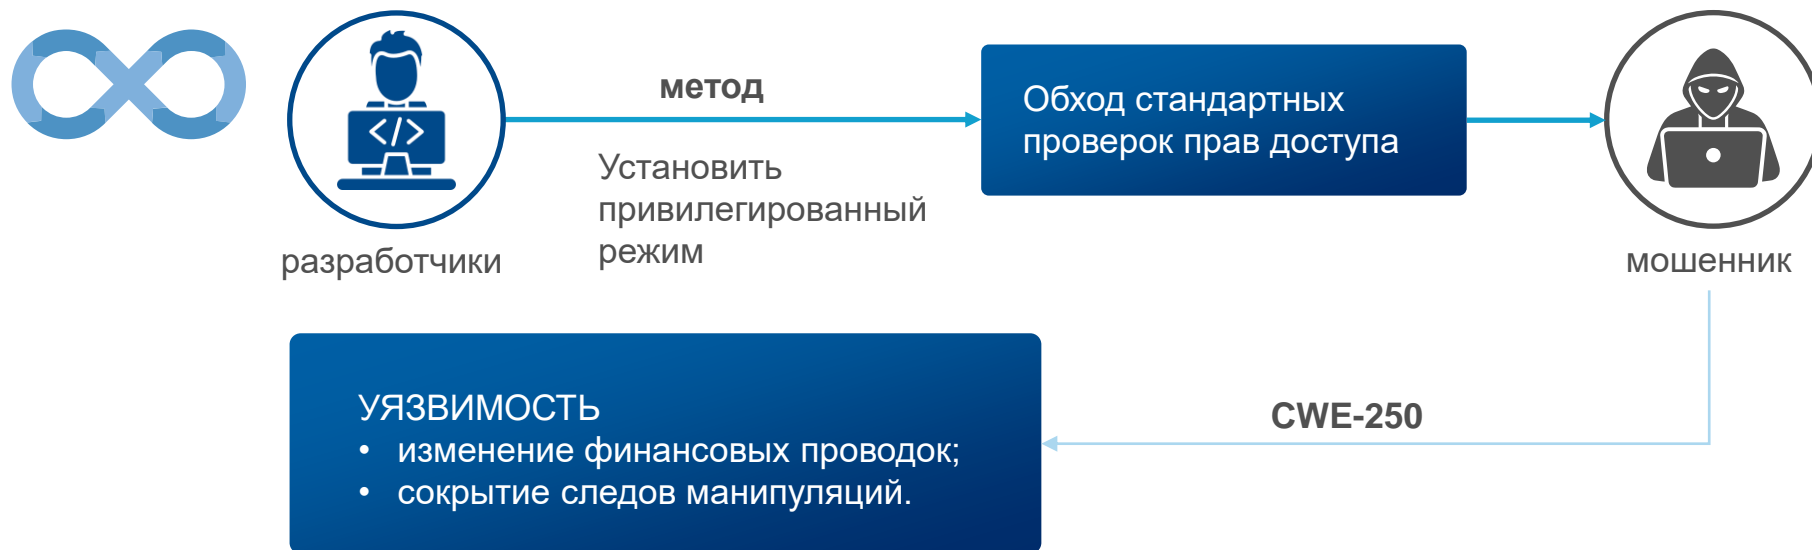 метод
Установить
привилегированный
режим
Обход стандартных
проверок прав доступа
</>
разработчики
мошенник
CWE-250
УЯЗВИМОСТЬ
• изменение финансовых проводок;
• сокрытие следов манипуляций.